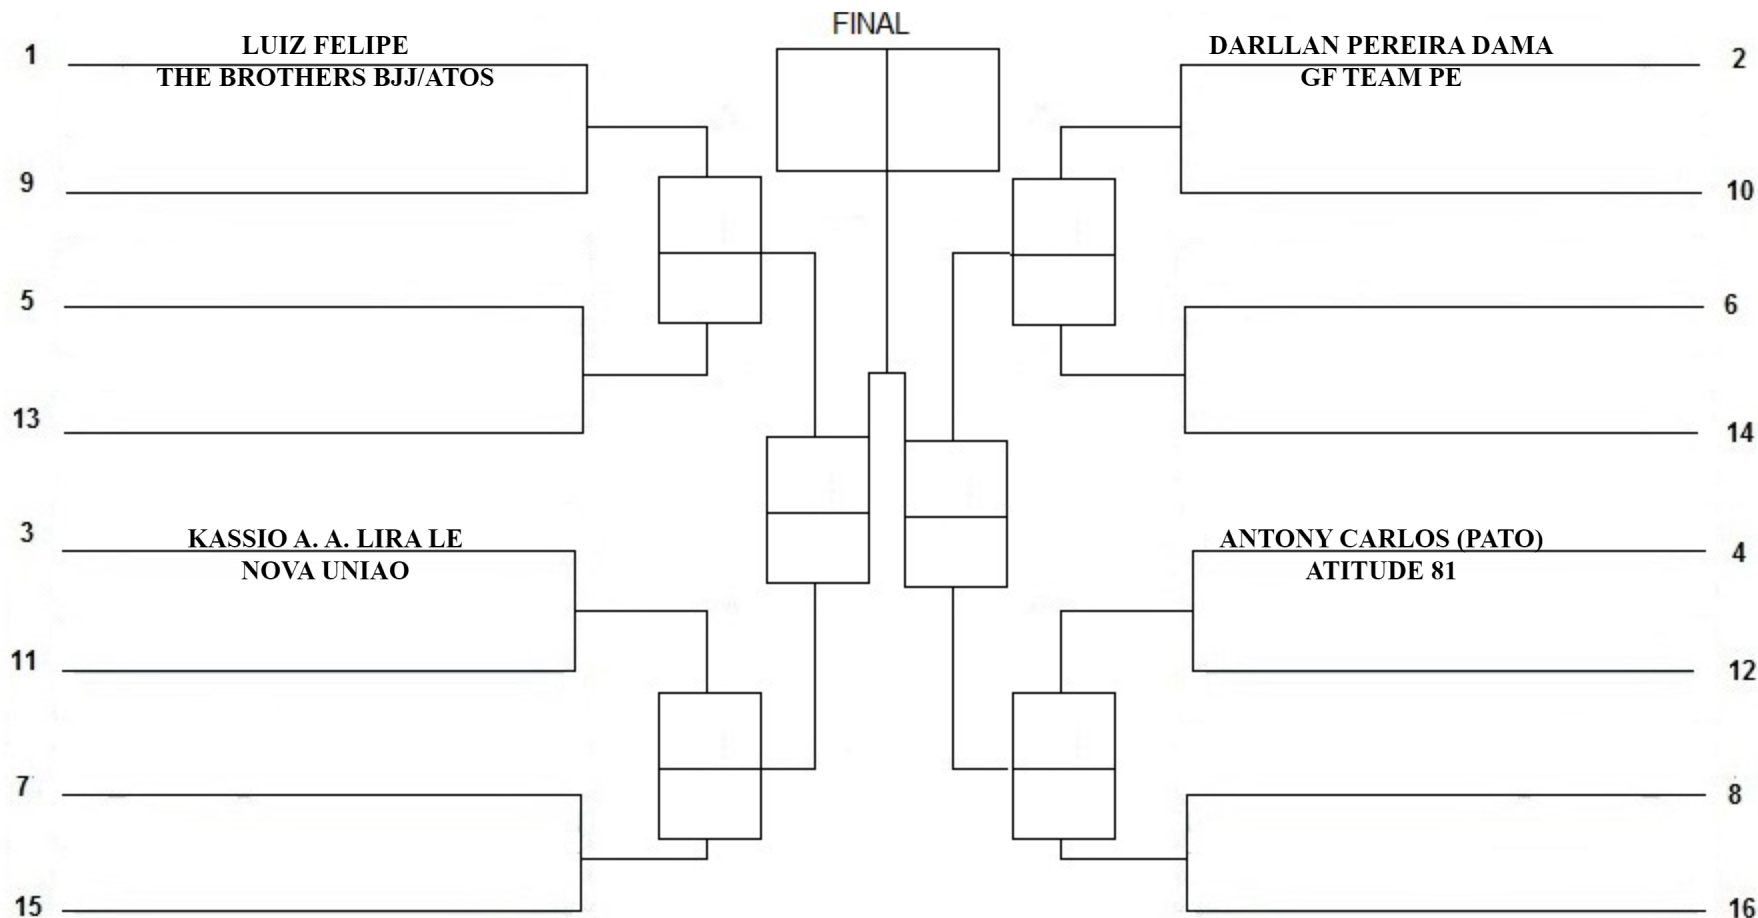 FINAL
1
LUIZ FELIPE
THE BROTHERS BJJ/ATOS
9
5
13
3
KASSIO A. A. LIRA LE
NOVA UNIAO
11
7
15
DARLLAN PEREIRA DAMA
GF TEAM PE
2
10
6
14
ANTONY CARLOS (PATO)
ATITUDE 81
4
12
8
16